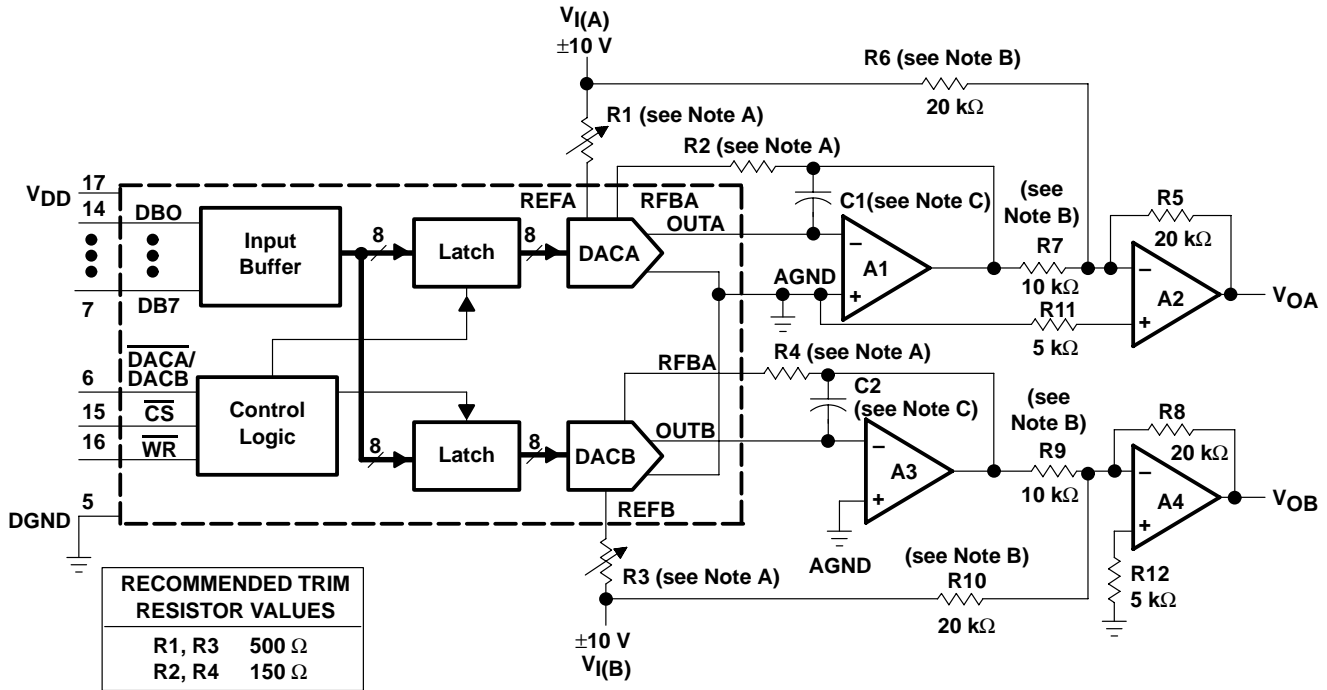 VI(A)
±10 V
R6 (see Note B)
20 kΩ
R1 (see Note A)
R2 (see Note A)
VDD
17
14
DBO
7
DB7
Input
Buffer
8
Latch
8
REFA
RFBA
DACA
OUTA
C1(see Note C)
AGND
−
+
A1
(see
Note B)
R7
10 kΩ
R11
5 kΩ
R5
20 kΩ
−
+
A2
VOA
6
DACA/
DACB
15
CS
16
WR
Control
Logic
8
Latch
8
DACB
RFBA
OUTB
REFB
R4 (see Note A)
C2
(see Note C)
−
+
A3
AGND
(see
Note B)
R9
10 kΩ
R8
20 kΩ
−
+
A4
VOB
R12
5 kΩ
5
DGND
R3 (see Note A)
(see Note B)
R10
20 kΩ
±10 V
VI(B)
RECOMMENDED TRIM
RESISTOR VALUES
R1, R3 500 Ω
R2, R4 150 Ω